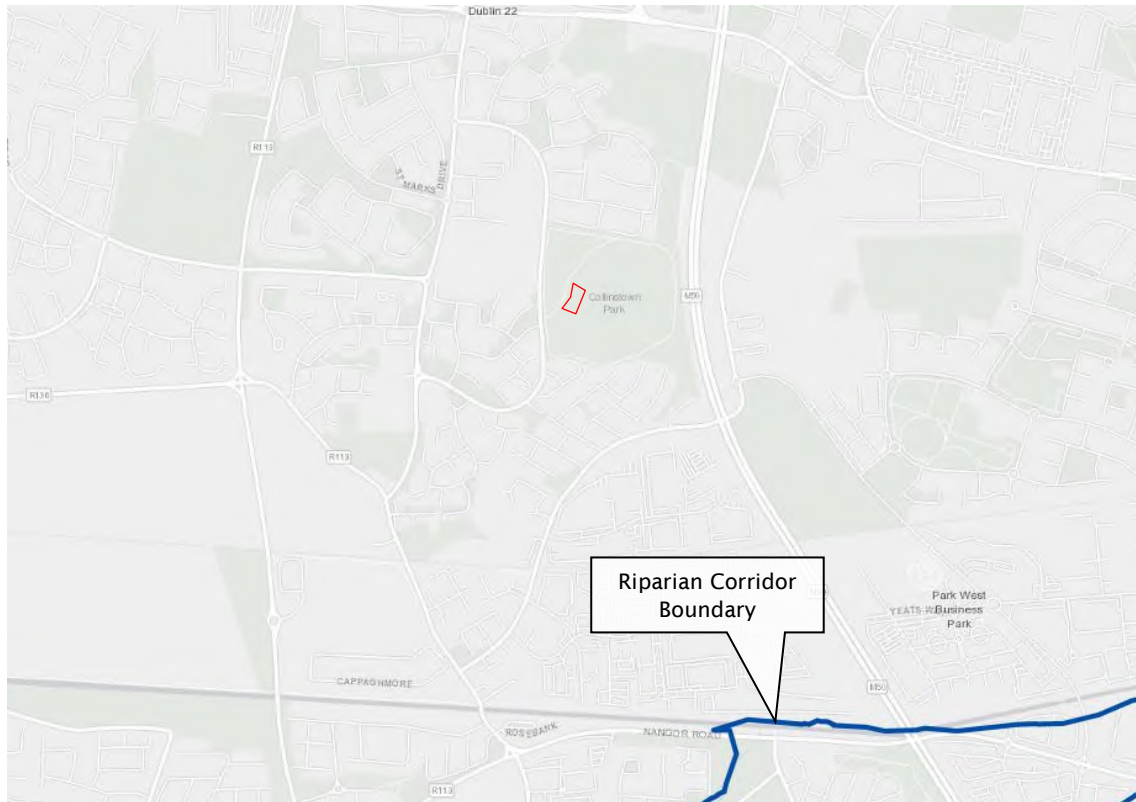 Dublin 22
R113
ST MARKS
DRIVE
M50
Collinstown
Park
R136
R113
Riparian Corridor
Boundary
Park West
Business
Park
CAPPAGHMORE
M50
ROSEBANK
NANGOR ROAD
R113